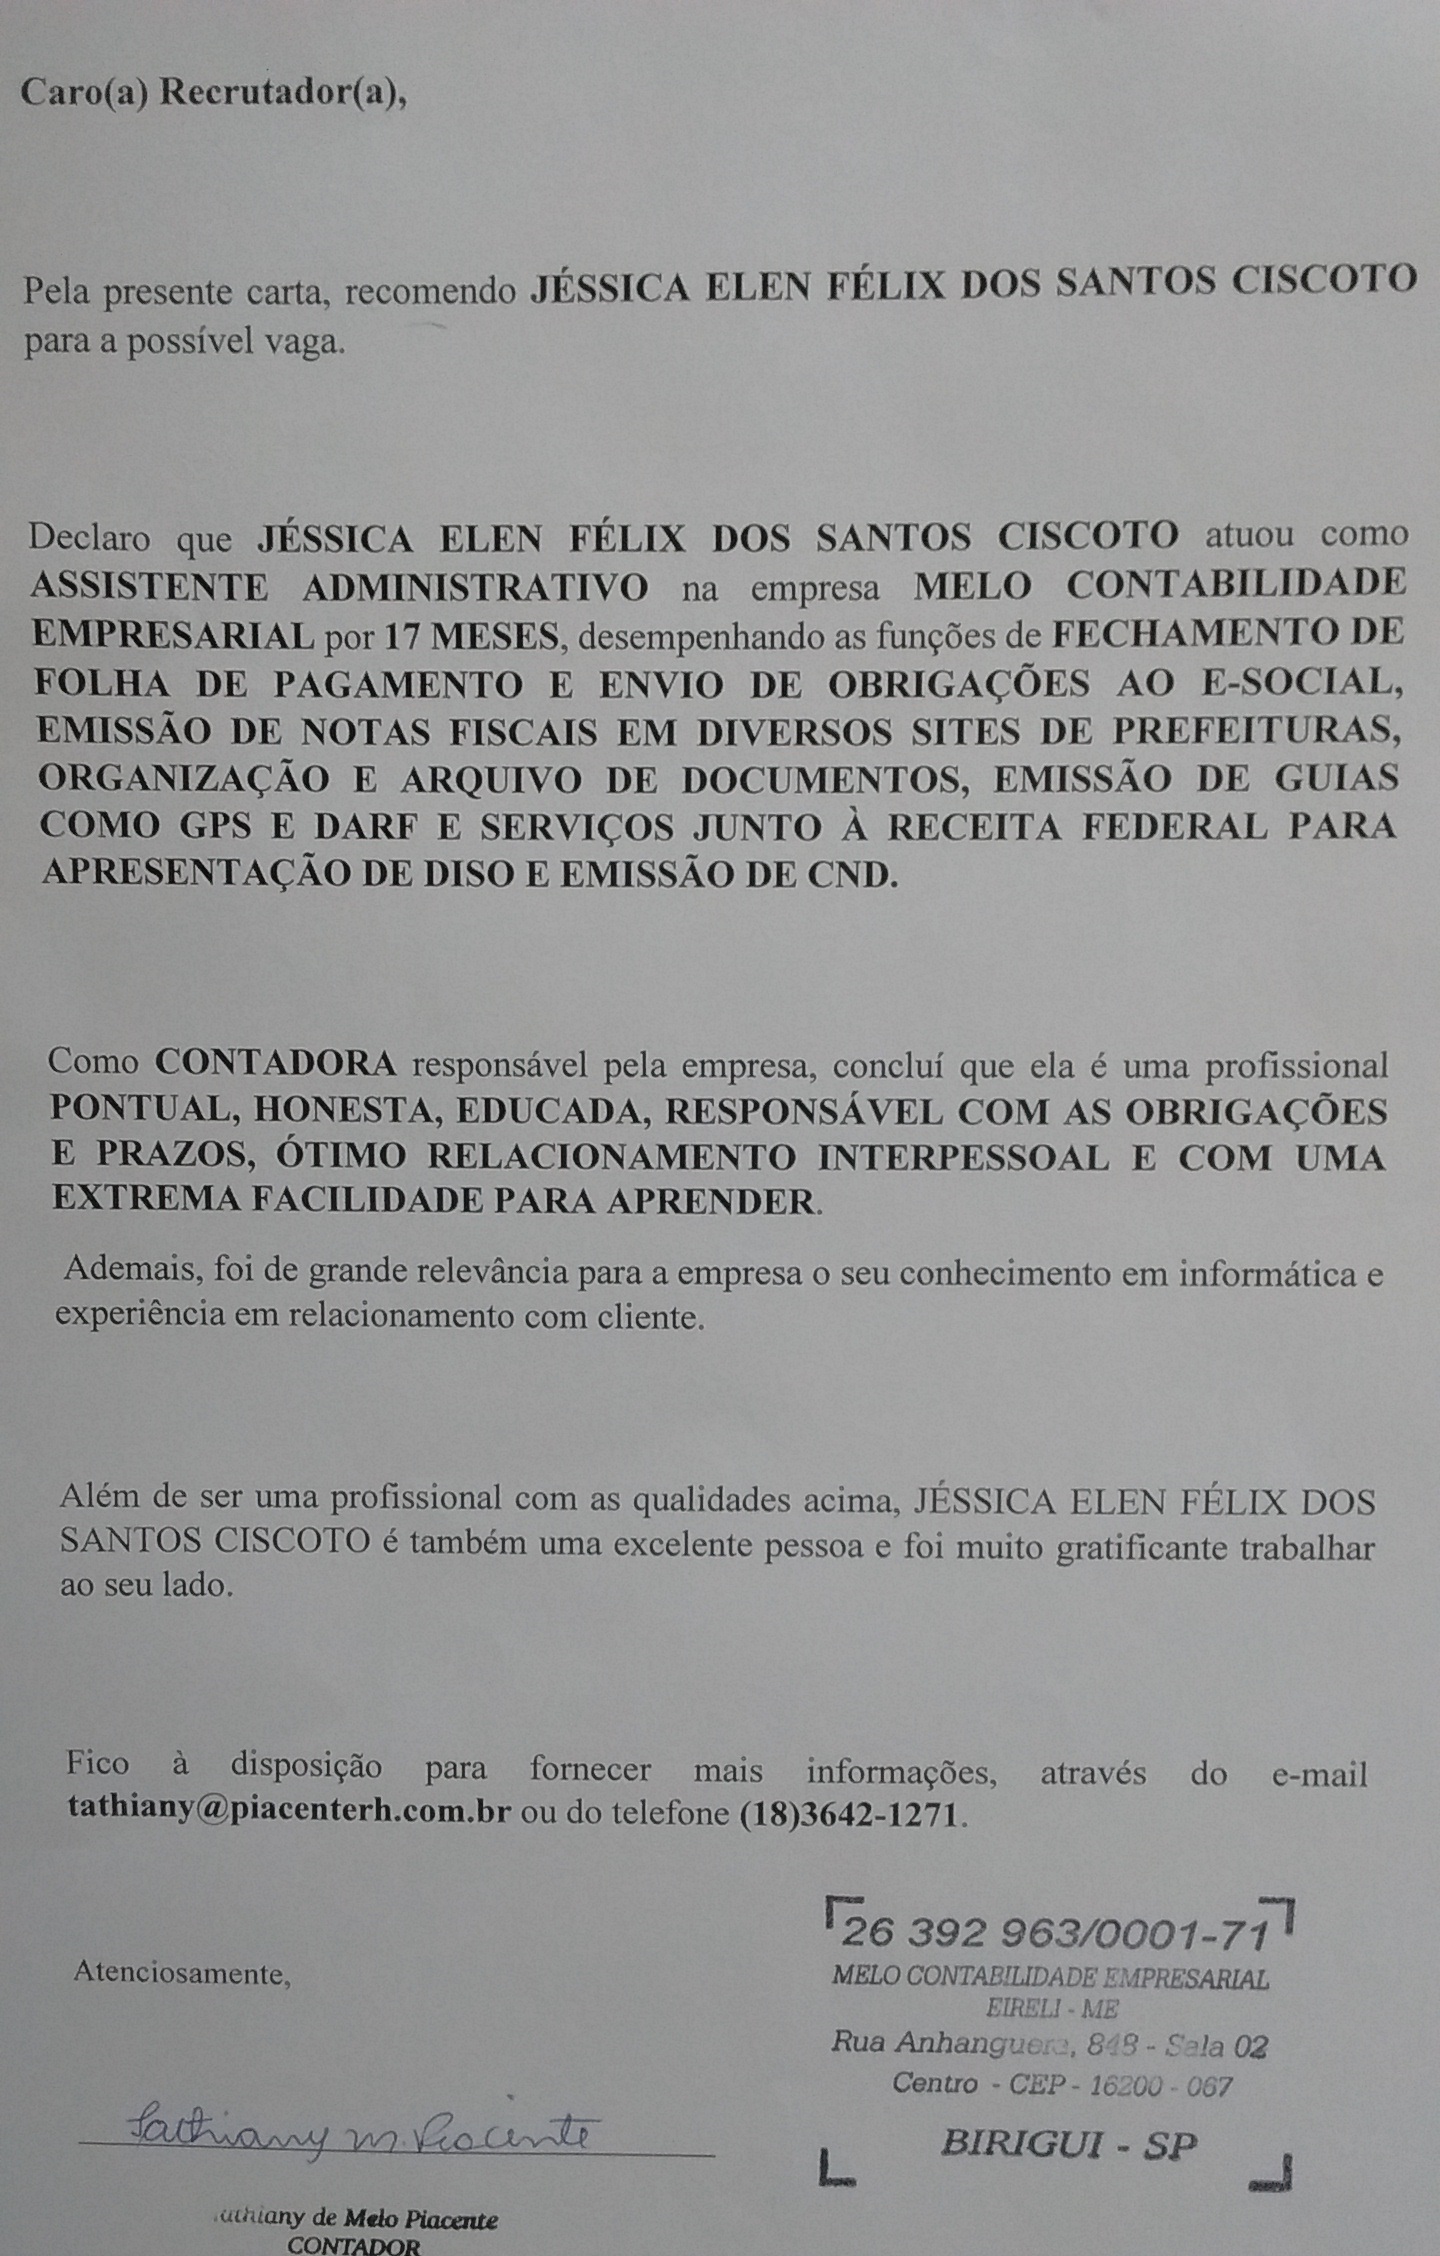 Caro(a) Recrutador(a),
Pela presente carta, recomendo JÉSSICA ELEN FÉLIX DOS SANTOS CISCOTO
para a possível vaga.
Declaro que JÉSSICA ELEN FÉLIX DOS SANTOS CISCOTO atuou como
ASSISTENTE ADMINISTRATIVO na empresa MELO CONTABILIDADE
EMPRESARIAL por 17 MESES, desempenhando as funções de FECHAMENTO DE
FOLHA DE PAGAMENTO E ENVIO DE OBRIGAÇÕES AO E-SOCIAL,
EMISSÃO DE NOTAS FISCAIS EM DIVERSOS SITES DE PREFEITURAS,
ORGANIZAÇÃO E ARQUIVO DE DOCUMENTOS, EMISSÃO DE GUIAS
COMO GPS E DARF E SERVIÇOS JUNTO À RECEITA FEDERAL PARA
APRESENTAÇÃO DE DISO E EMISSÃO DE CND.
Como CONTADORA responsável pela empresa, concluí que ela é uma profissional
PONTUAL, HONESTA, EDUCADA, RESPONSÁVEL COM AS OBRIGAÇÕES
E PRAZOS, ÓTIMO RELACIONAMENTO INTERPESSOAL E COM UMA
EXTREMA FACILIDADE PARA APRENDER.
Ademais, foi de grande relevância para a empresa o seu conhecimento em informática e
experiência em relacionamento com cliente.
Além de ser uma profissional com as qualidades acima, JÉSSICA ELEN FÉLIX DOS
SANTOS CISCOTO é também uma excelente pessoa e foi muito gratificante trabalhar
ao seu lado.
Fico à disposição para fornecer mais informações, através do e-mail
tathiany@piacenterh.com.br ou do telefone (18)3642-1271.
Atenciosamente,
26 392 963/0001-71
MELO CONTABILIDADE EMPRESARIAL
EIRELI - ME
Rua Anhanguera, 848 - Sala 02
Centro - CEP - 16200 - 067
BIRIGUI - SP
Tathiany M. Piacente
Tathiany de Melo Piacente
CONTADOR